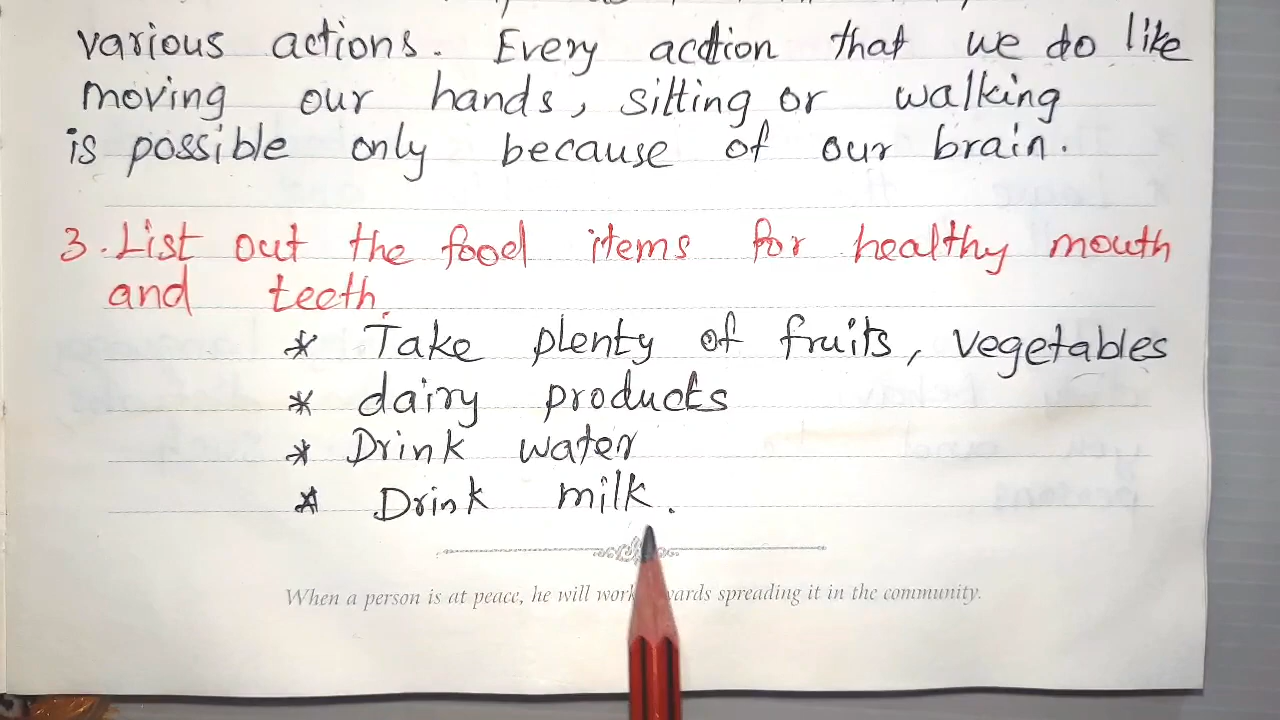 various actions. Every action that we do like
moving our hands, sitting or walking
is possible only because of our brain.
3. List out the food items for healthy mouth
and teeth.
* Take plenty of fruits, vegetables
* dairy products
* Drink water
* Drink milk.
When a person is at peace, he will work spreading it in the community.